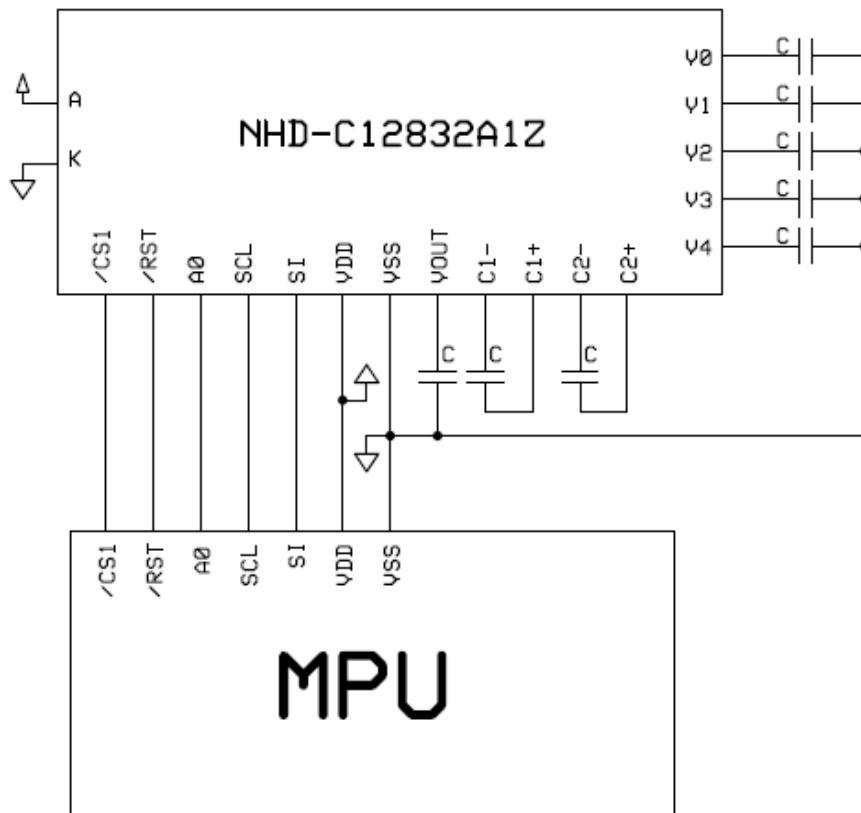 V0 C
A V1 C
NHD-C12832A1Z
K V2 C
V3 C
V4 C
/CS1 /RST A0 SCL SI VDD VSS VOUT C1- C1+ C2- C2+
C C C
/CS1 /RST A0 SCL SI VDD VSS
MPU